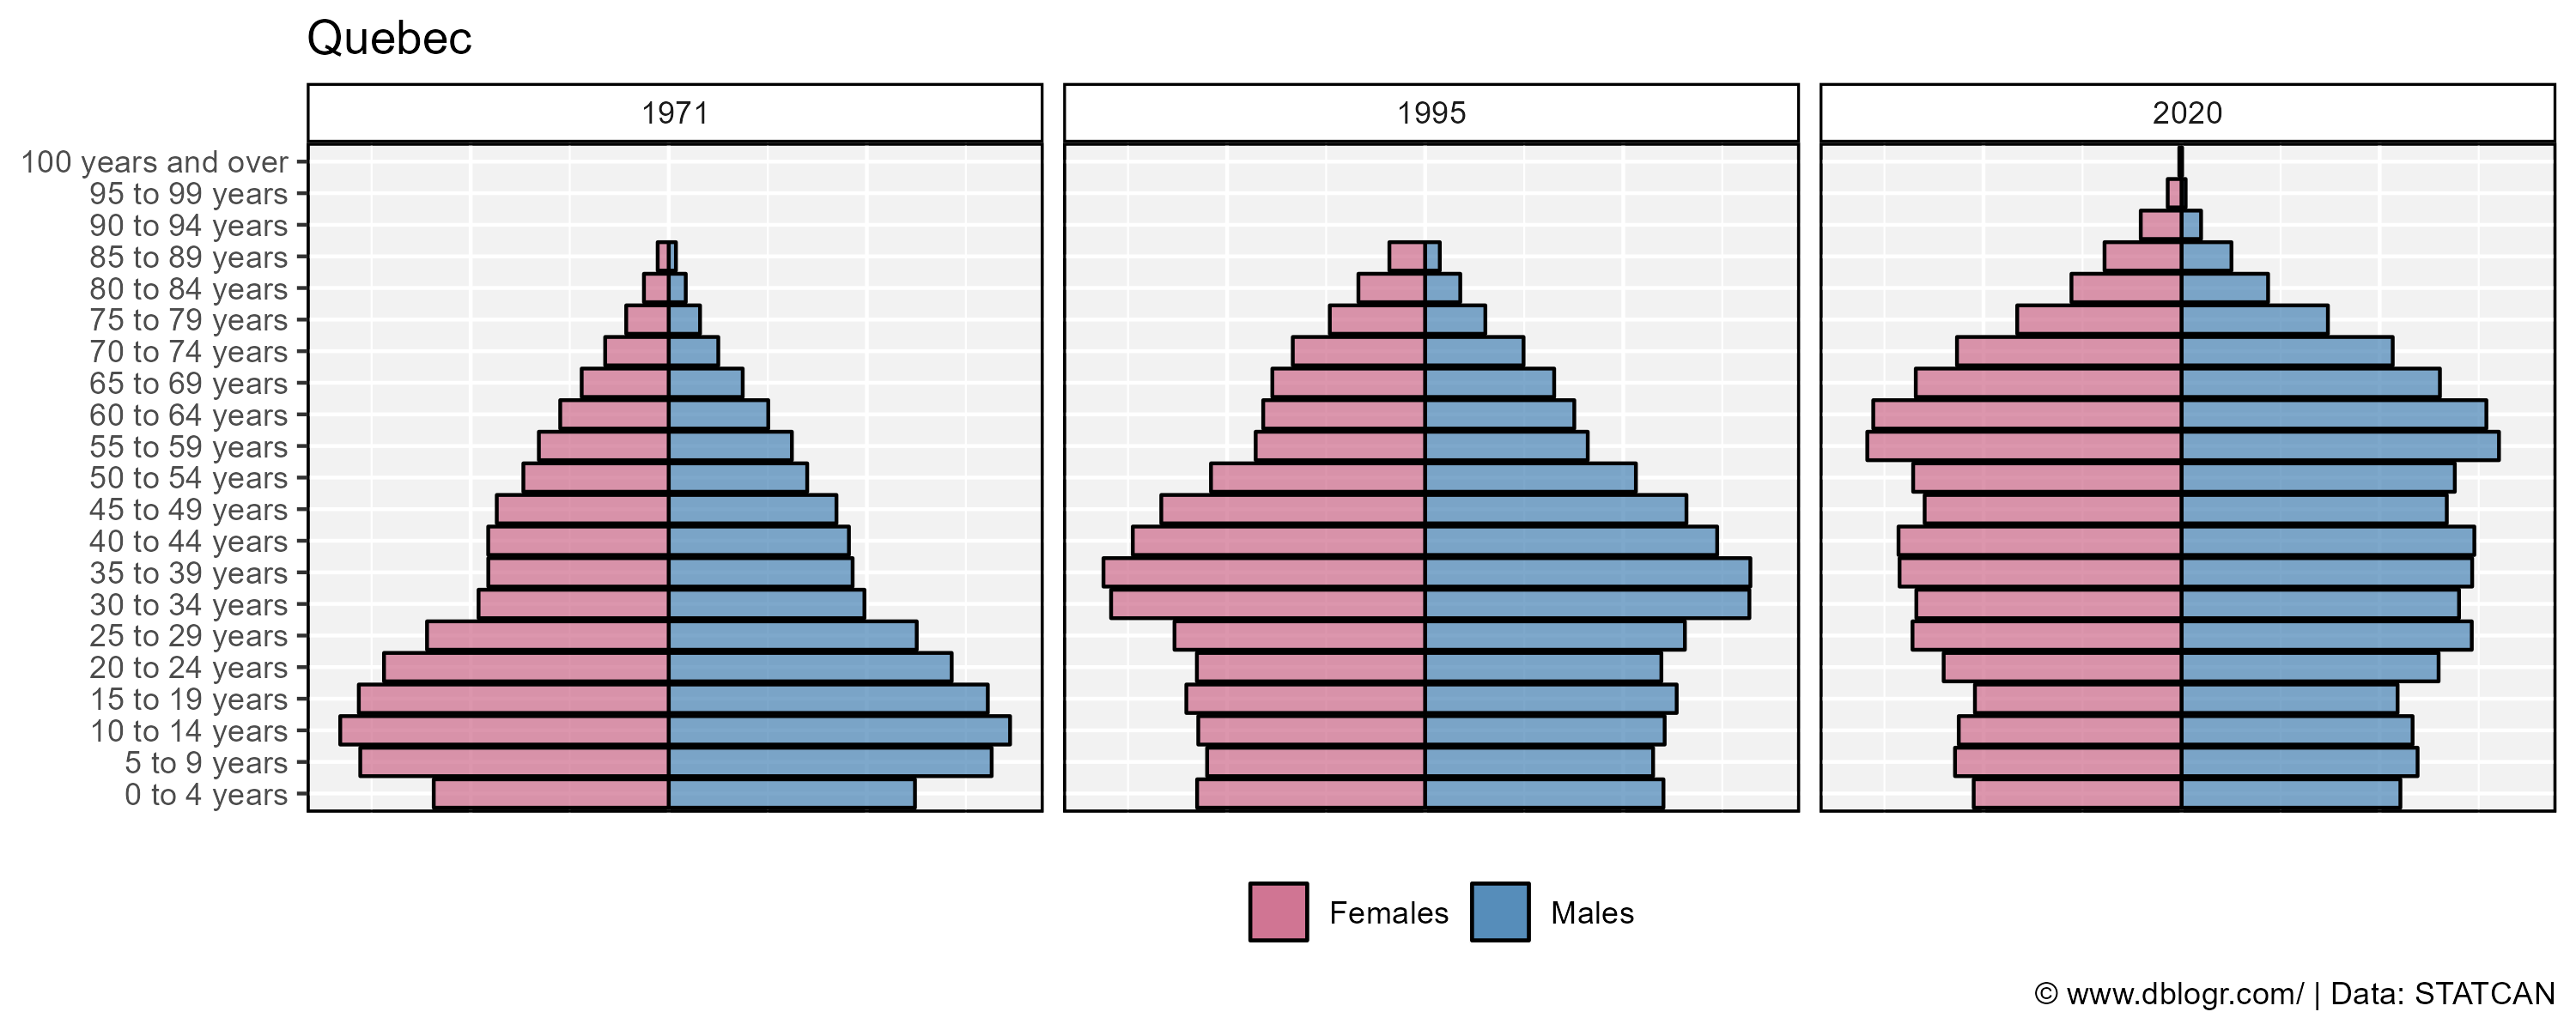 Quebec
1971 1995 2020
100 years and over
95 to 99 years
90 to 94 years
85 to 89 years
80 to 84 years
75 to 79 years
70 to 74 years
65 to 69 years
60 to 64 years
55 to 59 years
50 to 54 years
45 to 49 years
40 to 44 years
35 to 39 years
30 to 34 years
25 to 29 years
20 to 24 years
15 to 19 years
10 to 14 years
5 to 9 years
0 to 4 years
Females Males
© www.dblogr.com/ | Data: STATCAN